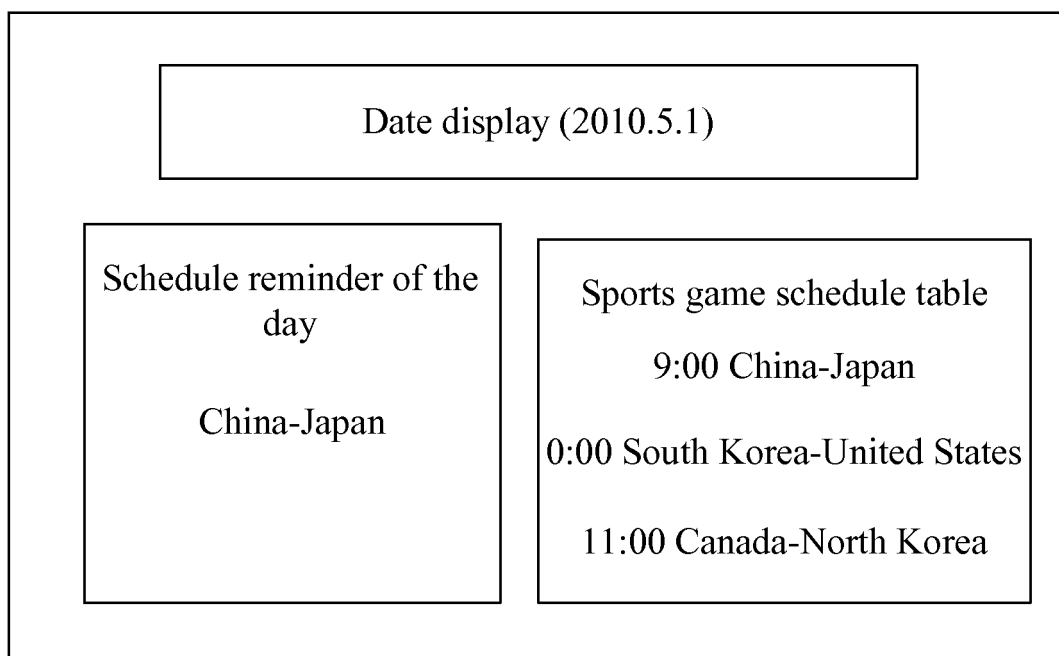 Date display (2010.5.1)
Schedule reminder of the
day
China-Japan
Sports game schedule table
9:00 China-Japan
0:00 South Korea-United States
11:00 Canada-North Korea